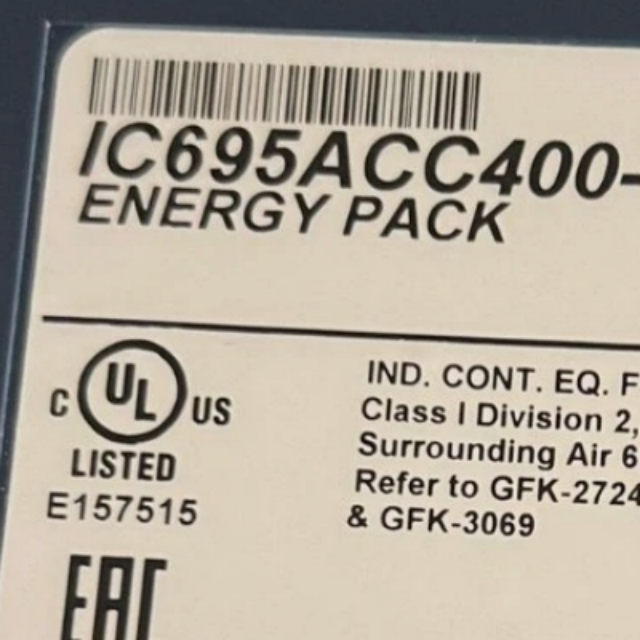 IC695ACC400-
ENERGY PACK
C UL US
LISTED
E157515
IND. CONT. EQ. F
Class I Division 2,
Surrounding Air 6
Refer to GFK-2724
& GFK-3069
EAC